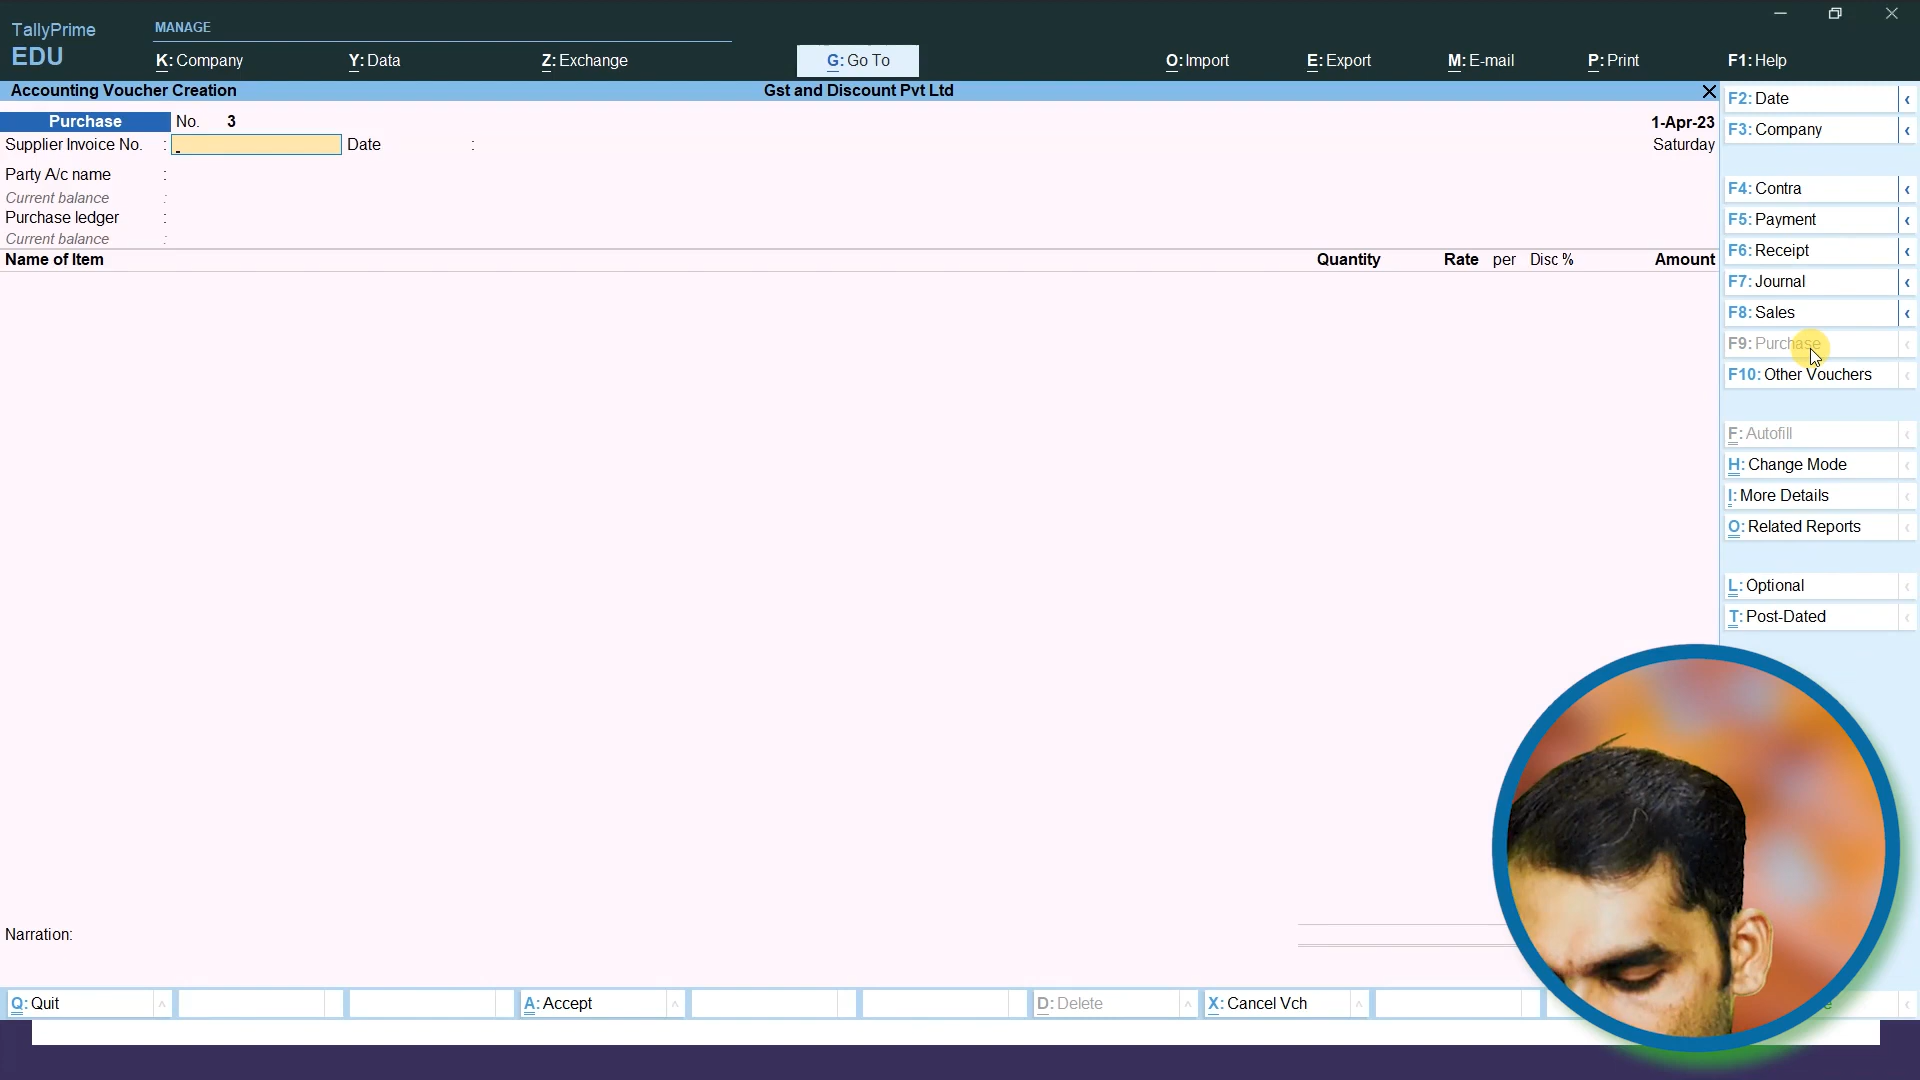 TallyPrime
EDU
MANAGE
K: Company
Y: Data
Z: Exchange
G: Go To
O: Import
E: Export
M: E-mail
P: Print
F1: Help
Accounting Voucher Creation
Gst and Discount Pvt Ltd
Purchase No. 3
1-Apr-23
Supplier Invoice No. : Date :
Saturday
Party A/c name :
Current balance :
Purchase ledger :
Current balance :
Name of Item Quantity Rate per Disc % Amount
F2: Date
F3: Company
F4: Contra
F5: Payment
F6: Receipt
F7: Journal
F8: Sales
F9: Purchase
F10: Other Vouchers
F: Autofill
H: Change Mode
I: More Details
O: Related Reports
L: Optional
T: Post-Dated
Narration:
Q: Quit
A: Accept
D: Delete
X: Cancel Vch